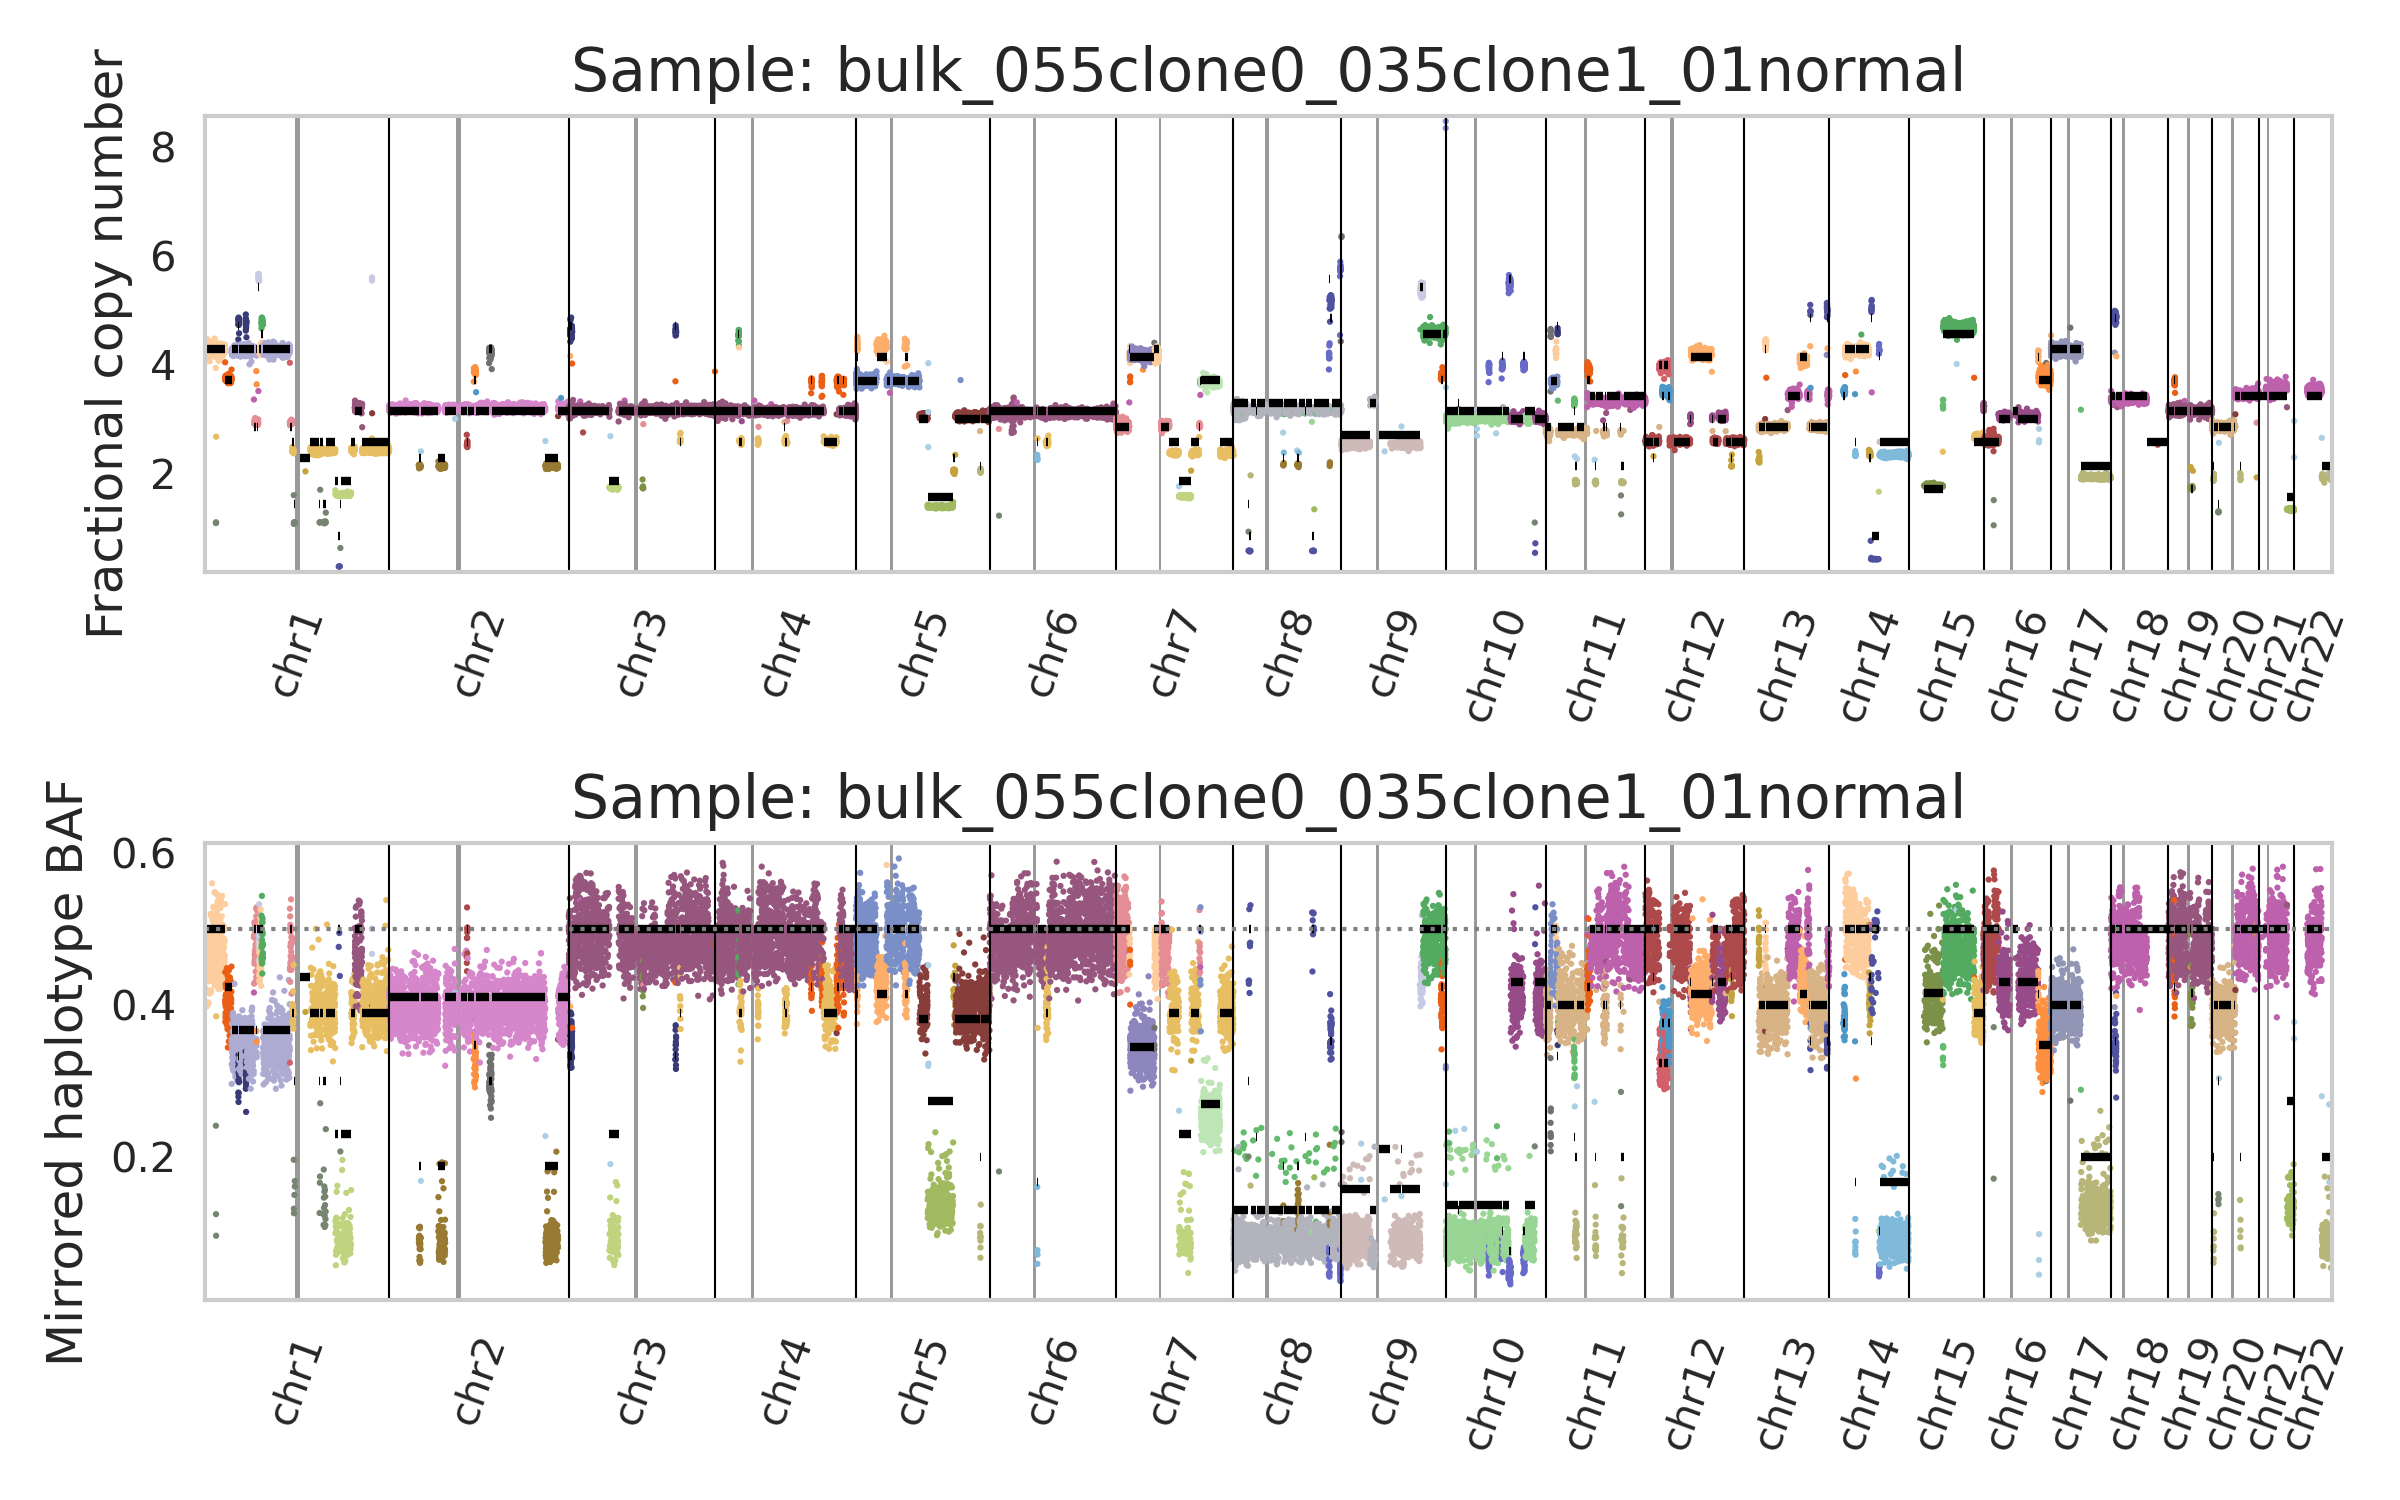 Sample: bulk_055clone0_035clone1_01normal
Fractional copy number
8
6
4
2
chr1 chr2 chr3 chr4 chr5 chr6 chr7 chr8 chr9 chr10 chr11 chr12 chr13 chr14 chr15 chr16 chr17 chr18 chr19 chr20 chr21 chr22
Sample: bulk_055clone0_035clone1_01normal
Mirrored haplotype BAF
0.6
0.4
0.2
chr1 chr2 chr3 chr4 chr5 chr6 chr7 chr8 chr9 chr10 chr11 chr12 chr13 chr14 chr15 chr16 chr17 chr18 chr19 chr20 chr21 chr22